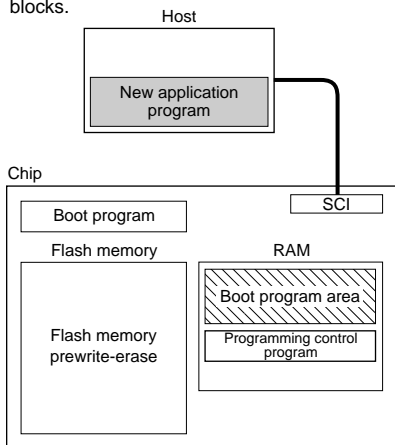 blocks.
Host
New application
program
Chip
SCI
Boot program
Flash memory
RAM
Boot program area
Flash memory
prewrite-erase
Programming control
program